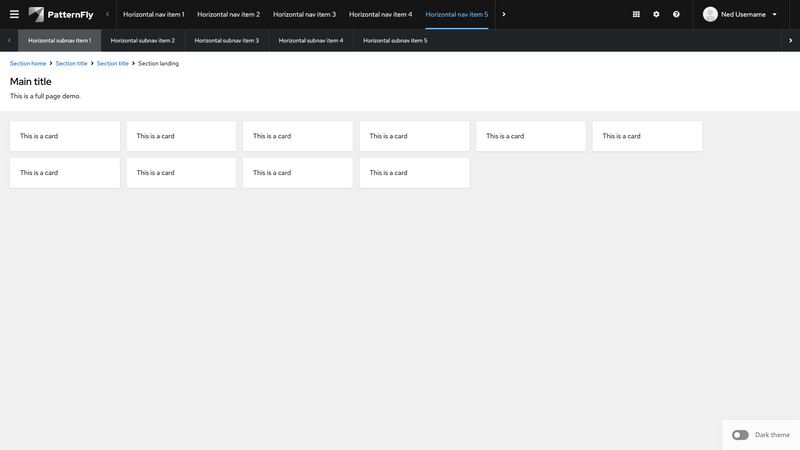 PatternFly Horizontal nav item 1 Horizontal nav item 2 Horizontal nav item 3 Horizontal nav item 4 Horizontal nav item 5 Ned Username
Horizontal subnav item 1 Horizontal subnav item 2 Horizontal subnav item 3 Horizontal subnav item 4 Horizontal subnav item 5
Section home Section title Section title Section landing
Main title
This is a full page demo.
This is a card This is a card This is a card This is a card This is a card This is a card
This is a card This is a card This is a card This is a card
Dark theme